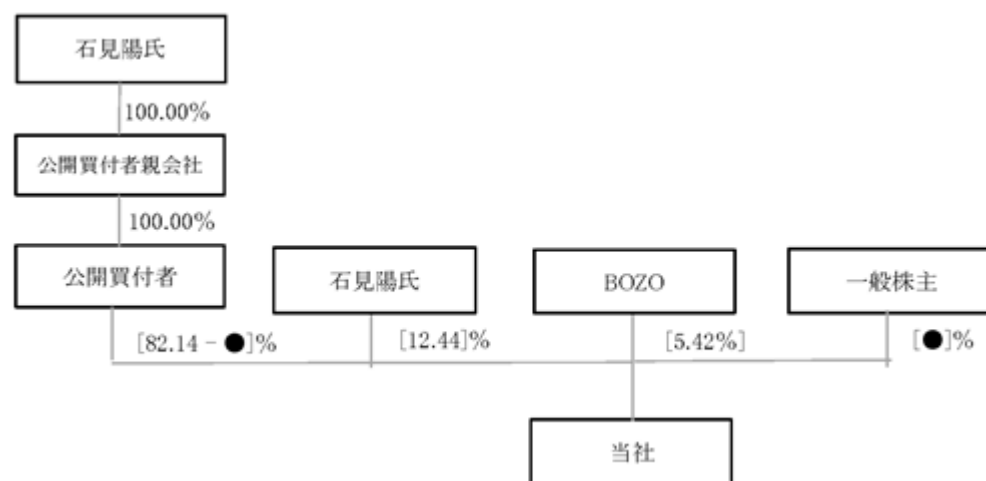 石見陽氏
100.00%
公開買付者親会社
100.00%
公開買付者
石見陽氏
BOZO
一般株主
[82.14 - ●]%
[12.44]%
[5.42%]
[●]%
当社